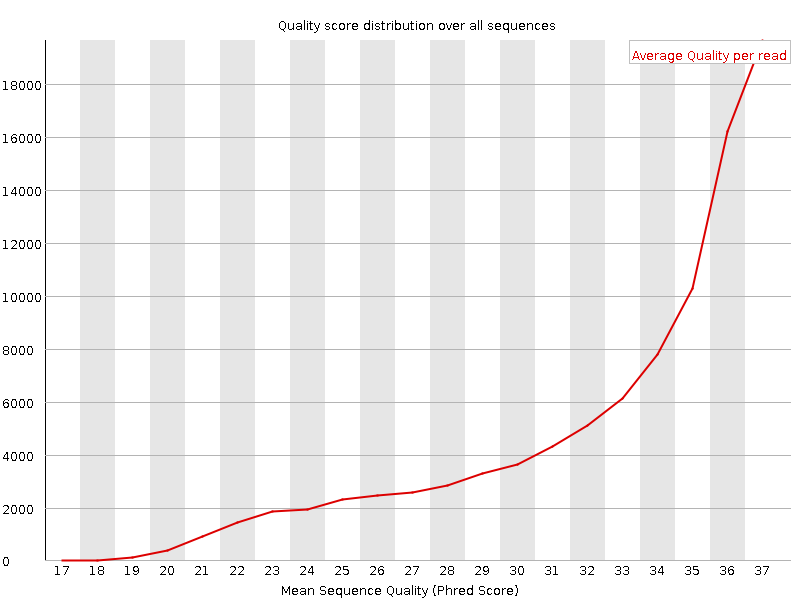 Quality score distribution over all sequences
Average Quality per read
18000
16000
14000
12000
10000
8000
6000
4000
2000
0
17 18 19 20 21 22 23 24 25 26 27 28 29 30 31 32 33 34 35 36 37
Mean Sequence Quality (Phred Score)